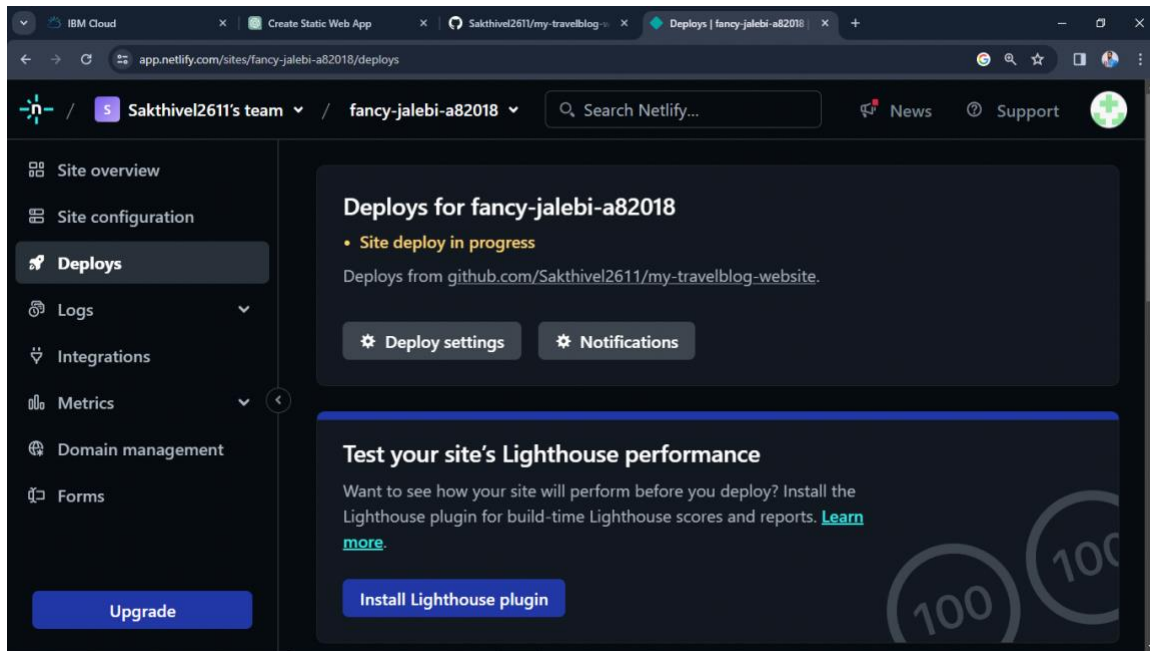 IBM Cloud
Create Static Web App
Sakthivel2611/my-travelblog-w
Deploys | fancy-jalebi-a82018 |
app.netlify.com/sites/fancy-jalebi-a82018/deploys
n / S Sakthivel2611's team / fancy-jalebi-a82018
Search Netlify...
News
Support
Site overview
Site configuration
Deploys
Logs
Integrations
Metrics
Domain management
Forms
Upgrade
Deploys for fancy-jalebi-a82018
• Site deploy in progress
Deploys from github.com/Sakthivel2611/my-travelblog-website.
Deploy settings
Notifications
Test your site's Lighthouse performance
Want to see how your site will perform before you deploy? Install the
Lighthouse plugin for build-time Lighthouse scores and reports. Learn
more.
Install Lighthouse plugin
100
100